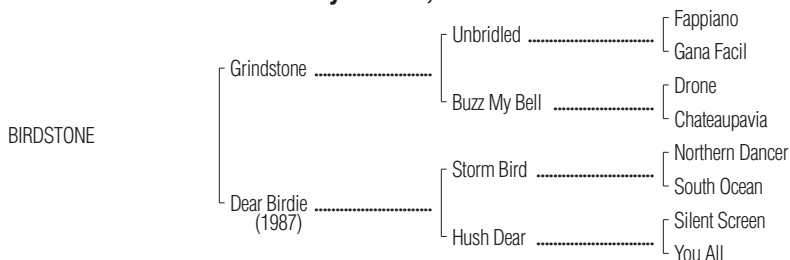 Fappiano
Unbridled
Gana Facil
Grindstone
Drone
Buzz My Bell
Chateaupavia
BIRDSTONE
Northern Dancer
Storm Bird
South Ocean
Dear Birdie
(1987)
Silent Screen
Hush Dear
You All